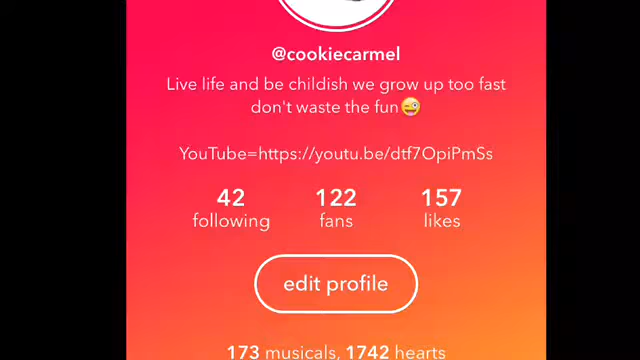 @cookiecarmel
Live life and be childish we grow up too fast
don't waste the fun😜
YouTube=https://youtu.be/dtf7OpiPmSs
42 122 157
following fans likes
edit profile
173 musicals, 1742 hearts